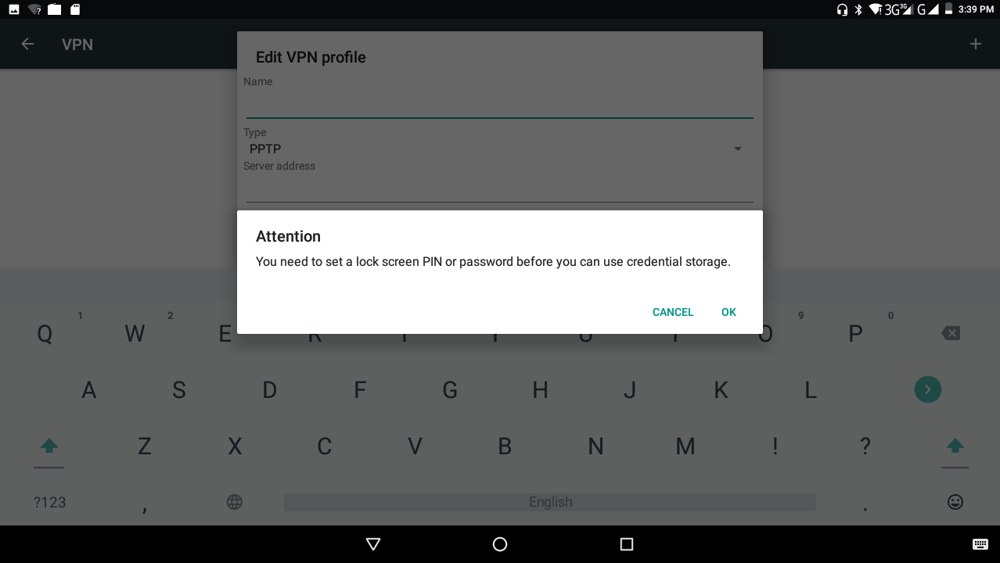 3G 3G G 3:39 PM
VPN
Edit VPN profile
Name
Type
PPTP
Server address
Attention
You need to set a lock screen PIN or password before you can use credential storage.
CANCEL OK
1 2 9 0
Q W E R T Y U I O P
A S D F G H J K L
Z X C V B N M ! ?
?123 , English .